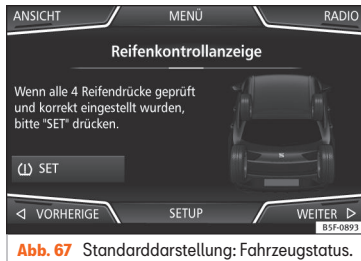 ANSICHT MENÜ RADIO
Reifenkontrollanzeige
Wenn alle 4 Reifendrücke geprüft
und korrekt eingestellt wurden,
bitte "SET" drücken.
SET
VORHERIGE SETUP WEITER
B5F-0893
Abb. 67 Standarddarstellung: Fahrzeugstatus.